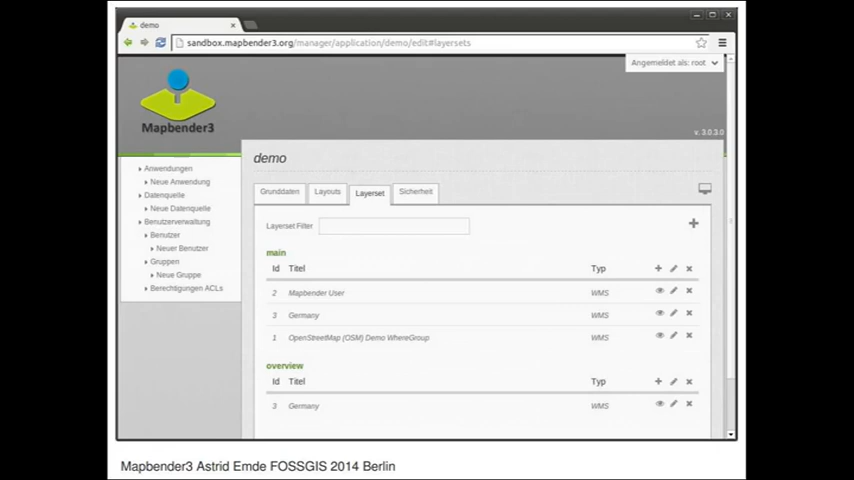 demo
sandbox.mapbender3.org/manager/application/demo/edit#layersets
Angemeldet als: root
Mapbender3
v. 3.0.3.0
Anwendungen
Neue Anwendung
Datenquelle
Neue Datenquelle
Benutzerverwaltung
Benutzer
Neuer Benutzer
Gruppen
Neue Gruppe
Berechtigungen ACLs
demo
Grunddaten Layouts Layerset Sicherheit
Layerset Filter
main
Id Titel Typ
2 Mapbender User WMS
3 Germany WMS
1 OpenStreetMap (OSM) Demo WhereGroup WMS
overview
Id Titel Typ
3 Germany WMS
Mapbender3 Astrid Emde FOSSGIS 2014 Berlin